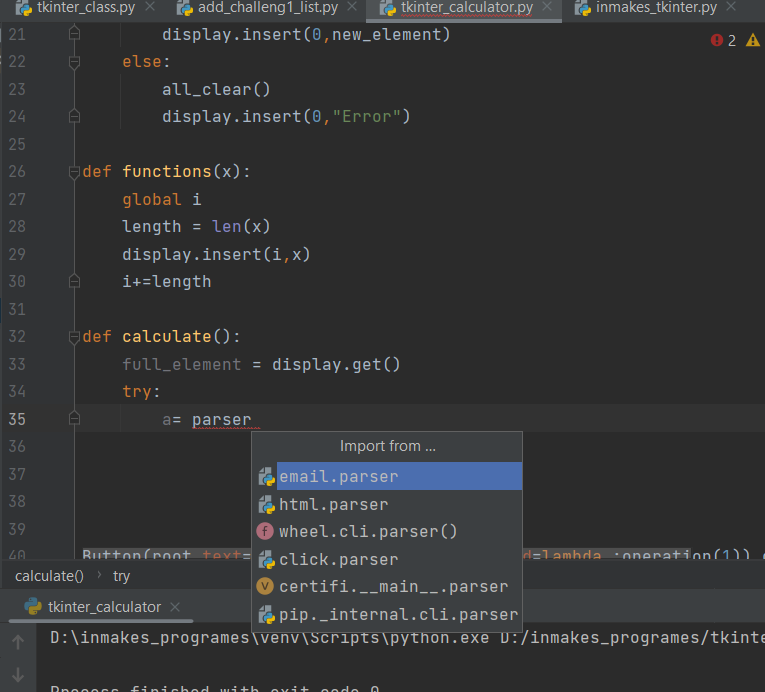 tkinter_class.py add_challeng1_list.py tkinter_calculator.py inmakes_tkinter.py
21 display.insert(0,new_element) 2
22 else:
23 all_clear()
24 display.insert(0,"Error")
25
26 def functions(x):
27 global i
28 length = len(x)
29 display.insert(i,x)
30 i+=length
31
32 def calculate():
33 full_element = display.get()
34 try:
35 a= parser
36 Import from ...
37 email.parser
38 html.parser
39 f wheel.cli.parser()
40 Button(root,text= d=lambda :operation(1))
click.parser
calculate() › try
V certifi.__main__.parser
tkinter_calculator
pip._internal.cli.parser
D:\inmakes_programes\venv\Scripts\python.exe D:/inmakes_programes/tkinte
Process finished with exit code 0